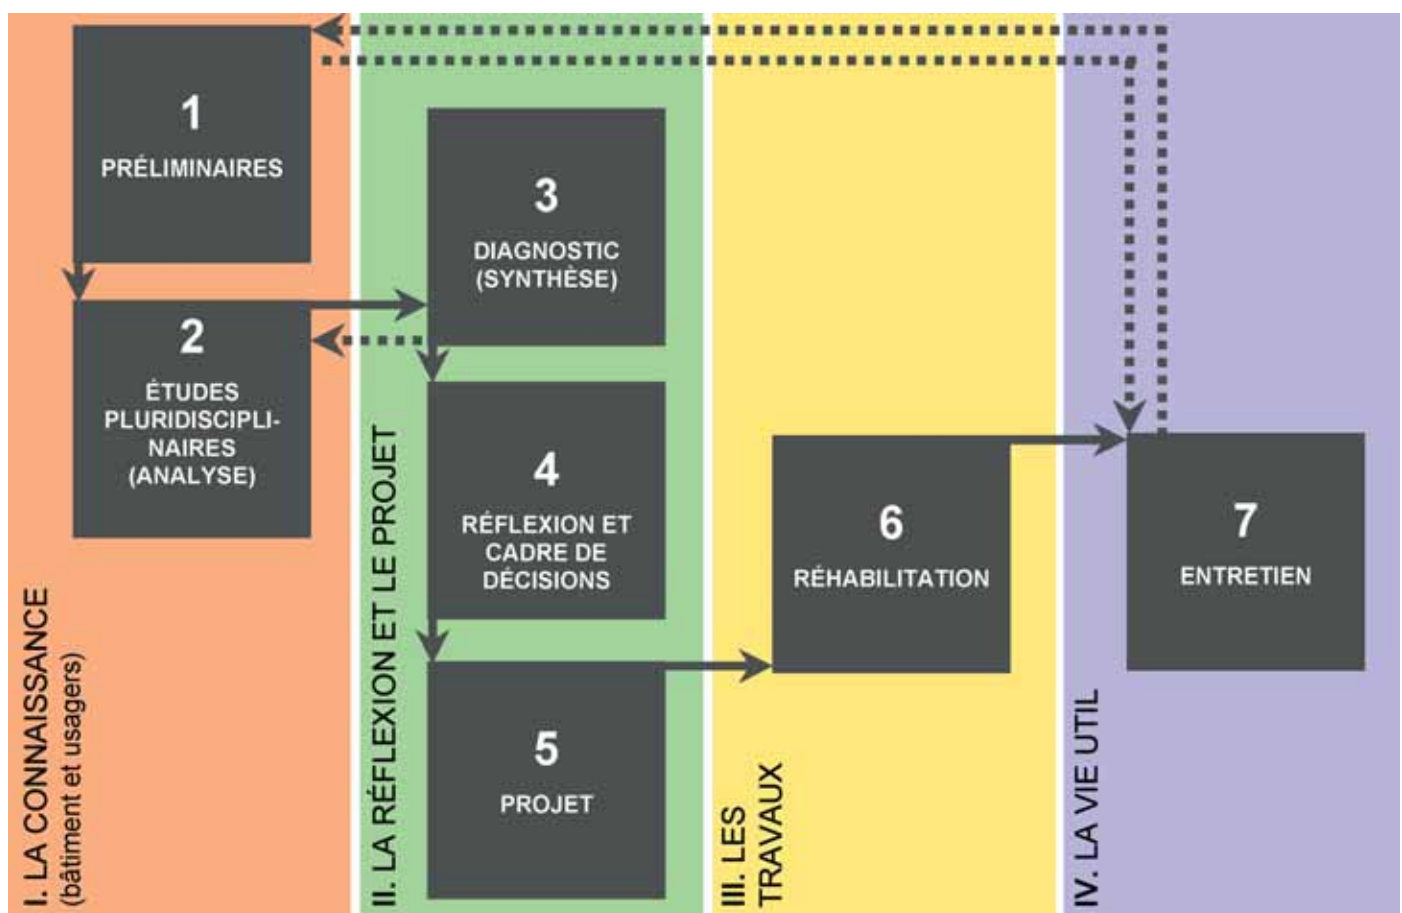 1
PRÉLIMINAIRES
2
ÉTUDES
PLURIDISCIPLI-
NAIRES
(ANALYSE)
I. LA CONNAISSANCE
(bâtiment et usagers)
3
DIAGNOSTIC
(SYNTHÈSE)
4
RÉFLEXION ET
CADRE DE
DÉCISIONS
5
PROJET
II. LA RÉFLEXION ET LE PROJET
6
RÉHABILITATION
III. LES
TRAVAUX
7
ENTRETIEN
IV. LA VIE UTIL